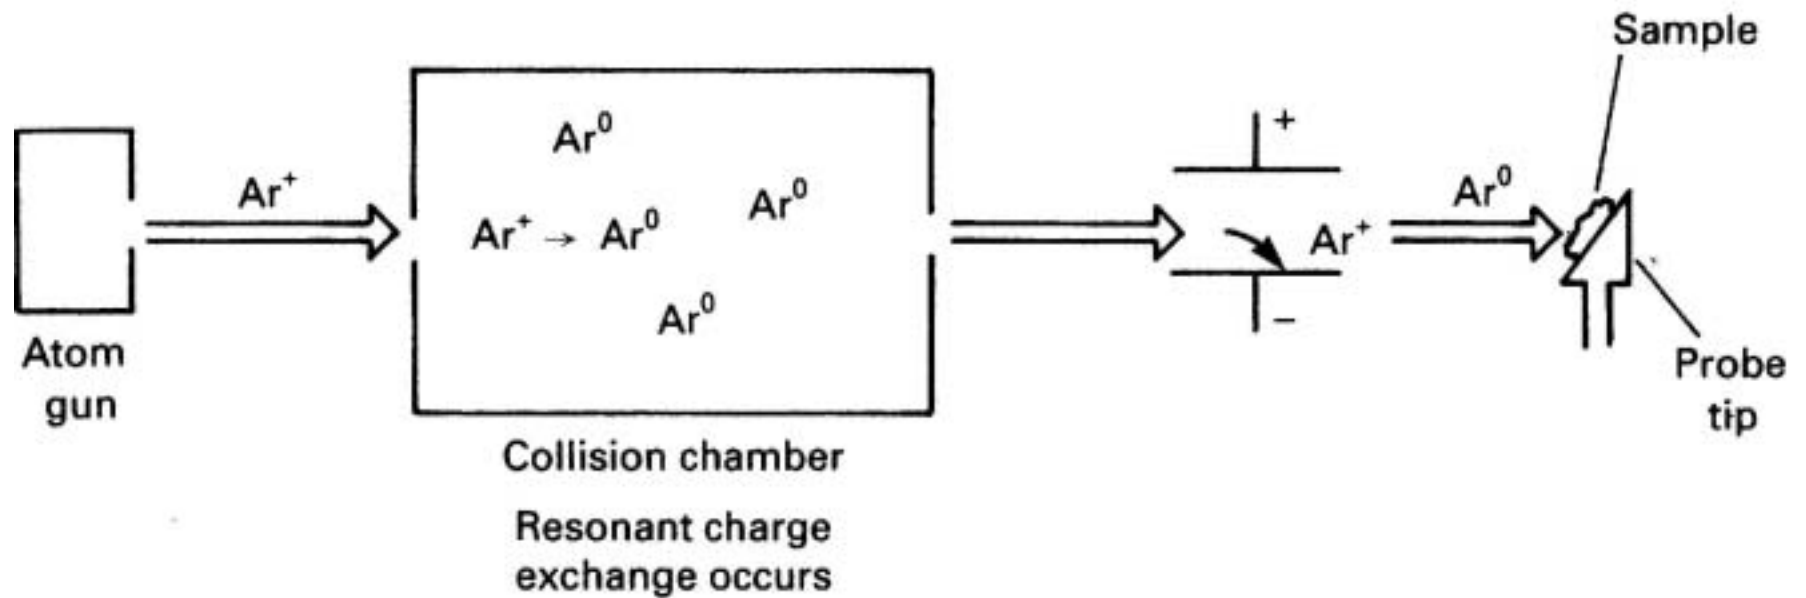 Sample
Ar⁺
Ar⁰
Ar⁰
Ar⁺ → Ar⁰
Ar⁰
+
Ar⁺
−
Ar⁰
Atom
gun
Probe
tip
Collision chamber
Resonant charge
exchange occurs